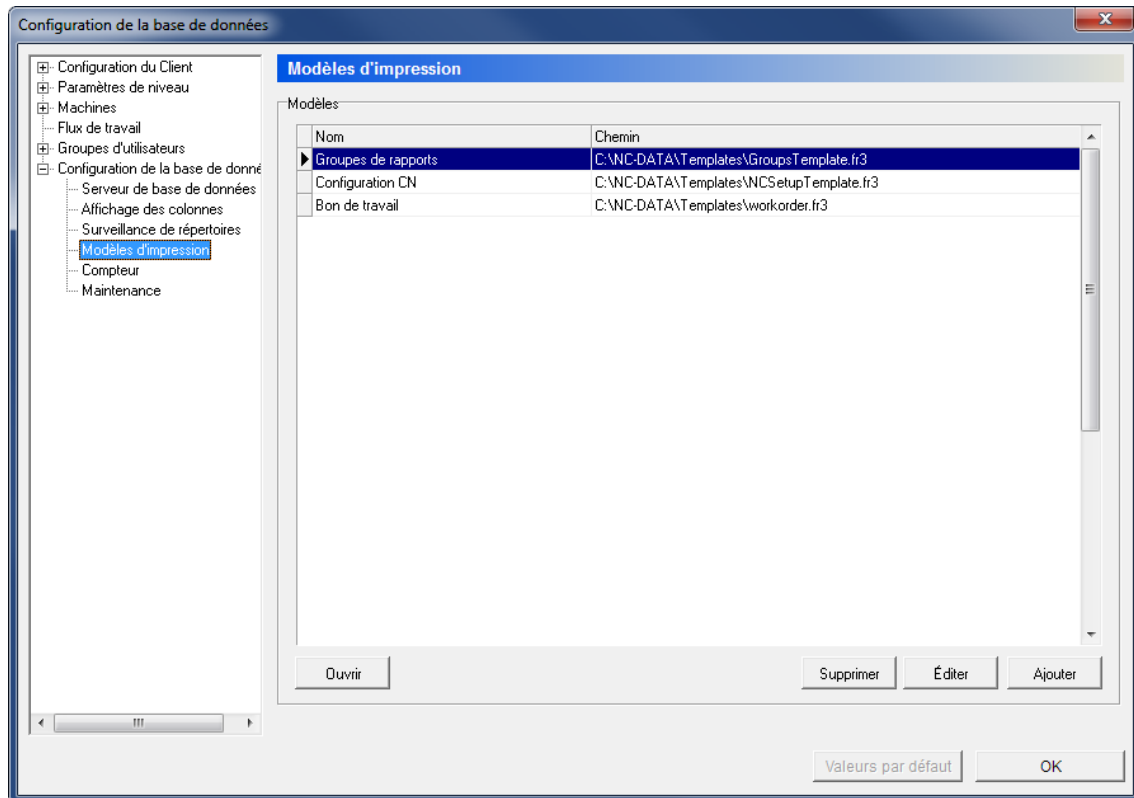 Configuration de la base de données
Configuration du Client
Paramètres de niveau
Machines
Flux de travail
Groupes d'utilisateurs
Configuration de la base de donné
Serveur de base de données
Affichage des colonnes
Surveillance de répertoires
Modèles d'impression
Compteur
Maintenance
Modèles d'impression
Modèles
Nom Chemin
Groupes de rapports C:\NC-DATA\Templates\GroupsTemplate.fr3
Configuration CN C:\NC-DATA\Templates\NCSetupTemplate.fr3
Bon de travail C:\NC-DATA\Templates\workorder.fr3
Ouvrir Supprimer Éditer Ajouter
Valeurs par défaut OK